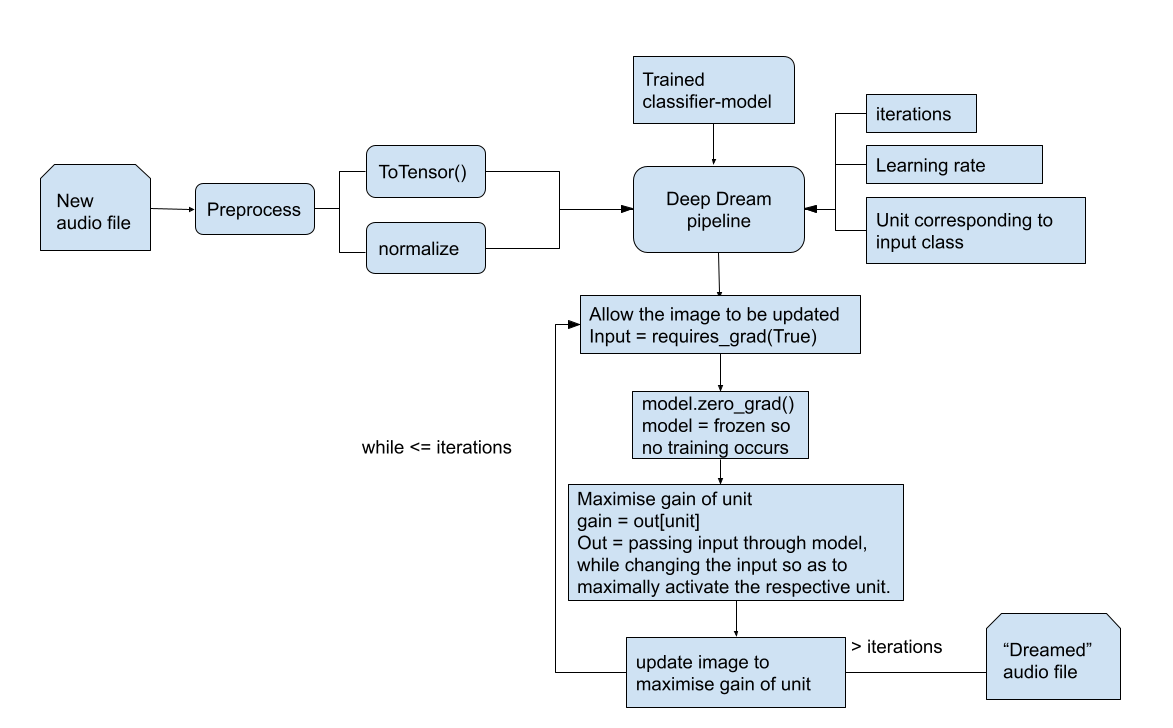 Trained
classifier-model
iterations
Learning rate
Unit corresponding to
input class
ToTensor()
New
audio file
Preprocess
Deep Dream
pipeline
normalize
Allow the image to be updated
Input = requires_grad(True)
model.zero_grad()
model = frozen so
no training occurs
while <= iterations
Maximise gain of unit
gain = out[unit]
Out = passing input through model,
while changing the input so as to
maximally activate the respective unit.
update image to
maximise gain of unit
> iterations
“Dreamed”
audio file